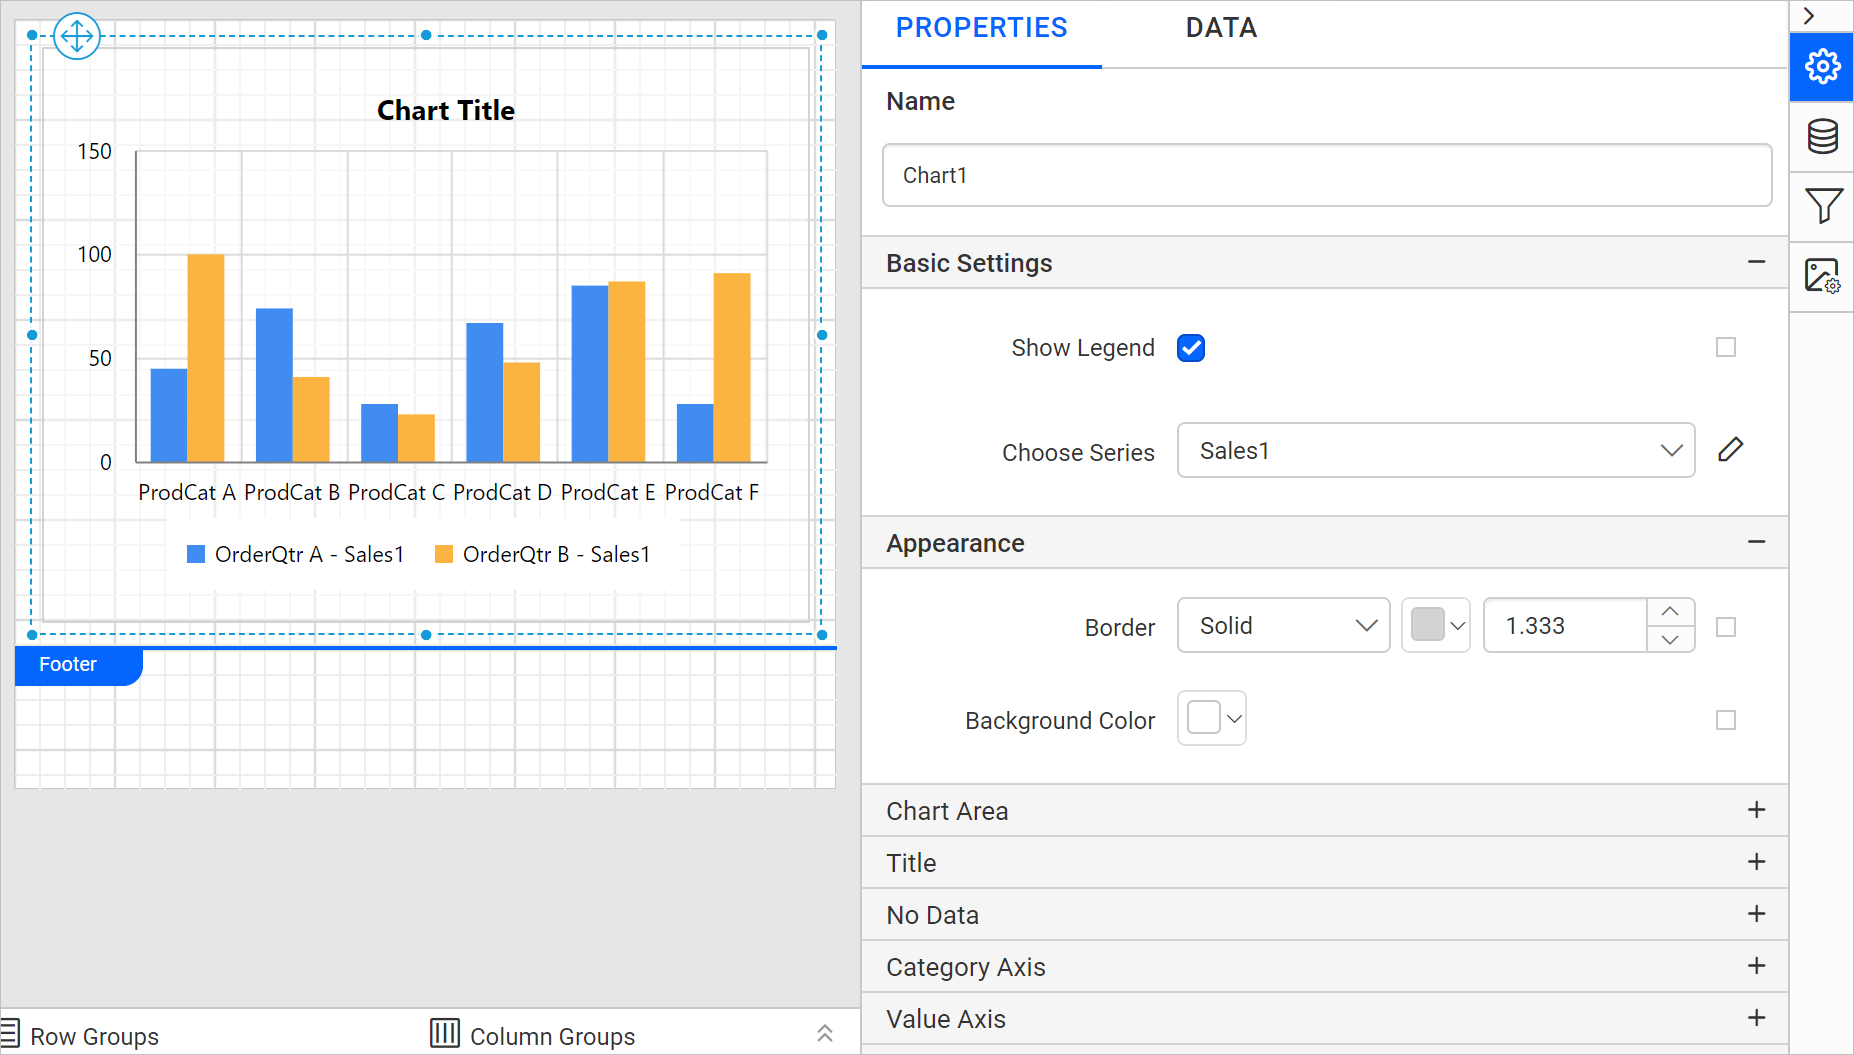 Chart Title
150
100
50
0
ProdCat A ProdCat B ProdCat C ProdCat D ProdCat E ProdCat F
OrderQtr A - Sales1 OrderQtr B - Sales1
Footer
Row Groups
Column Groups
PROPERTIES DATA
Name
Chart1
Basic Settings
Show Legend
Choose Series Sales1
Appearance
Border Solid 1.333
Background Color
Chart Area
Title
No Data
Category Axis
Value Axis